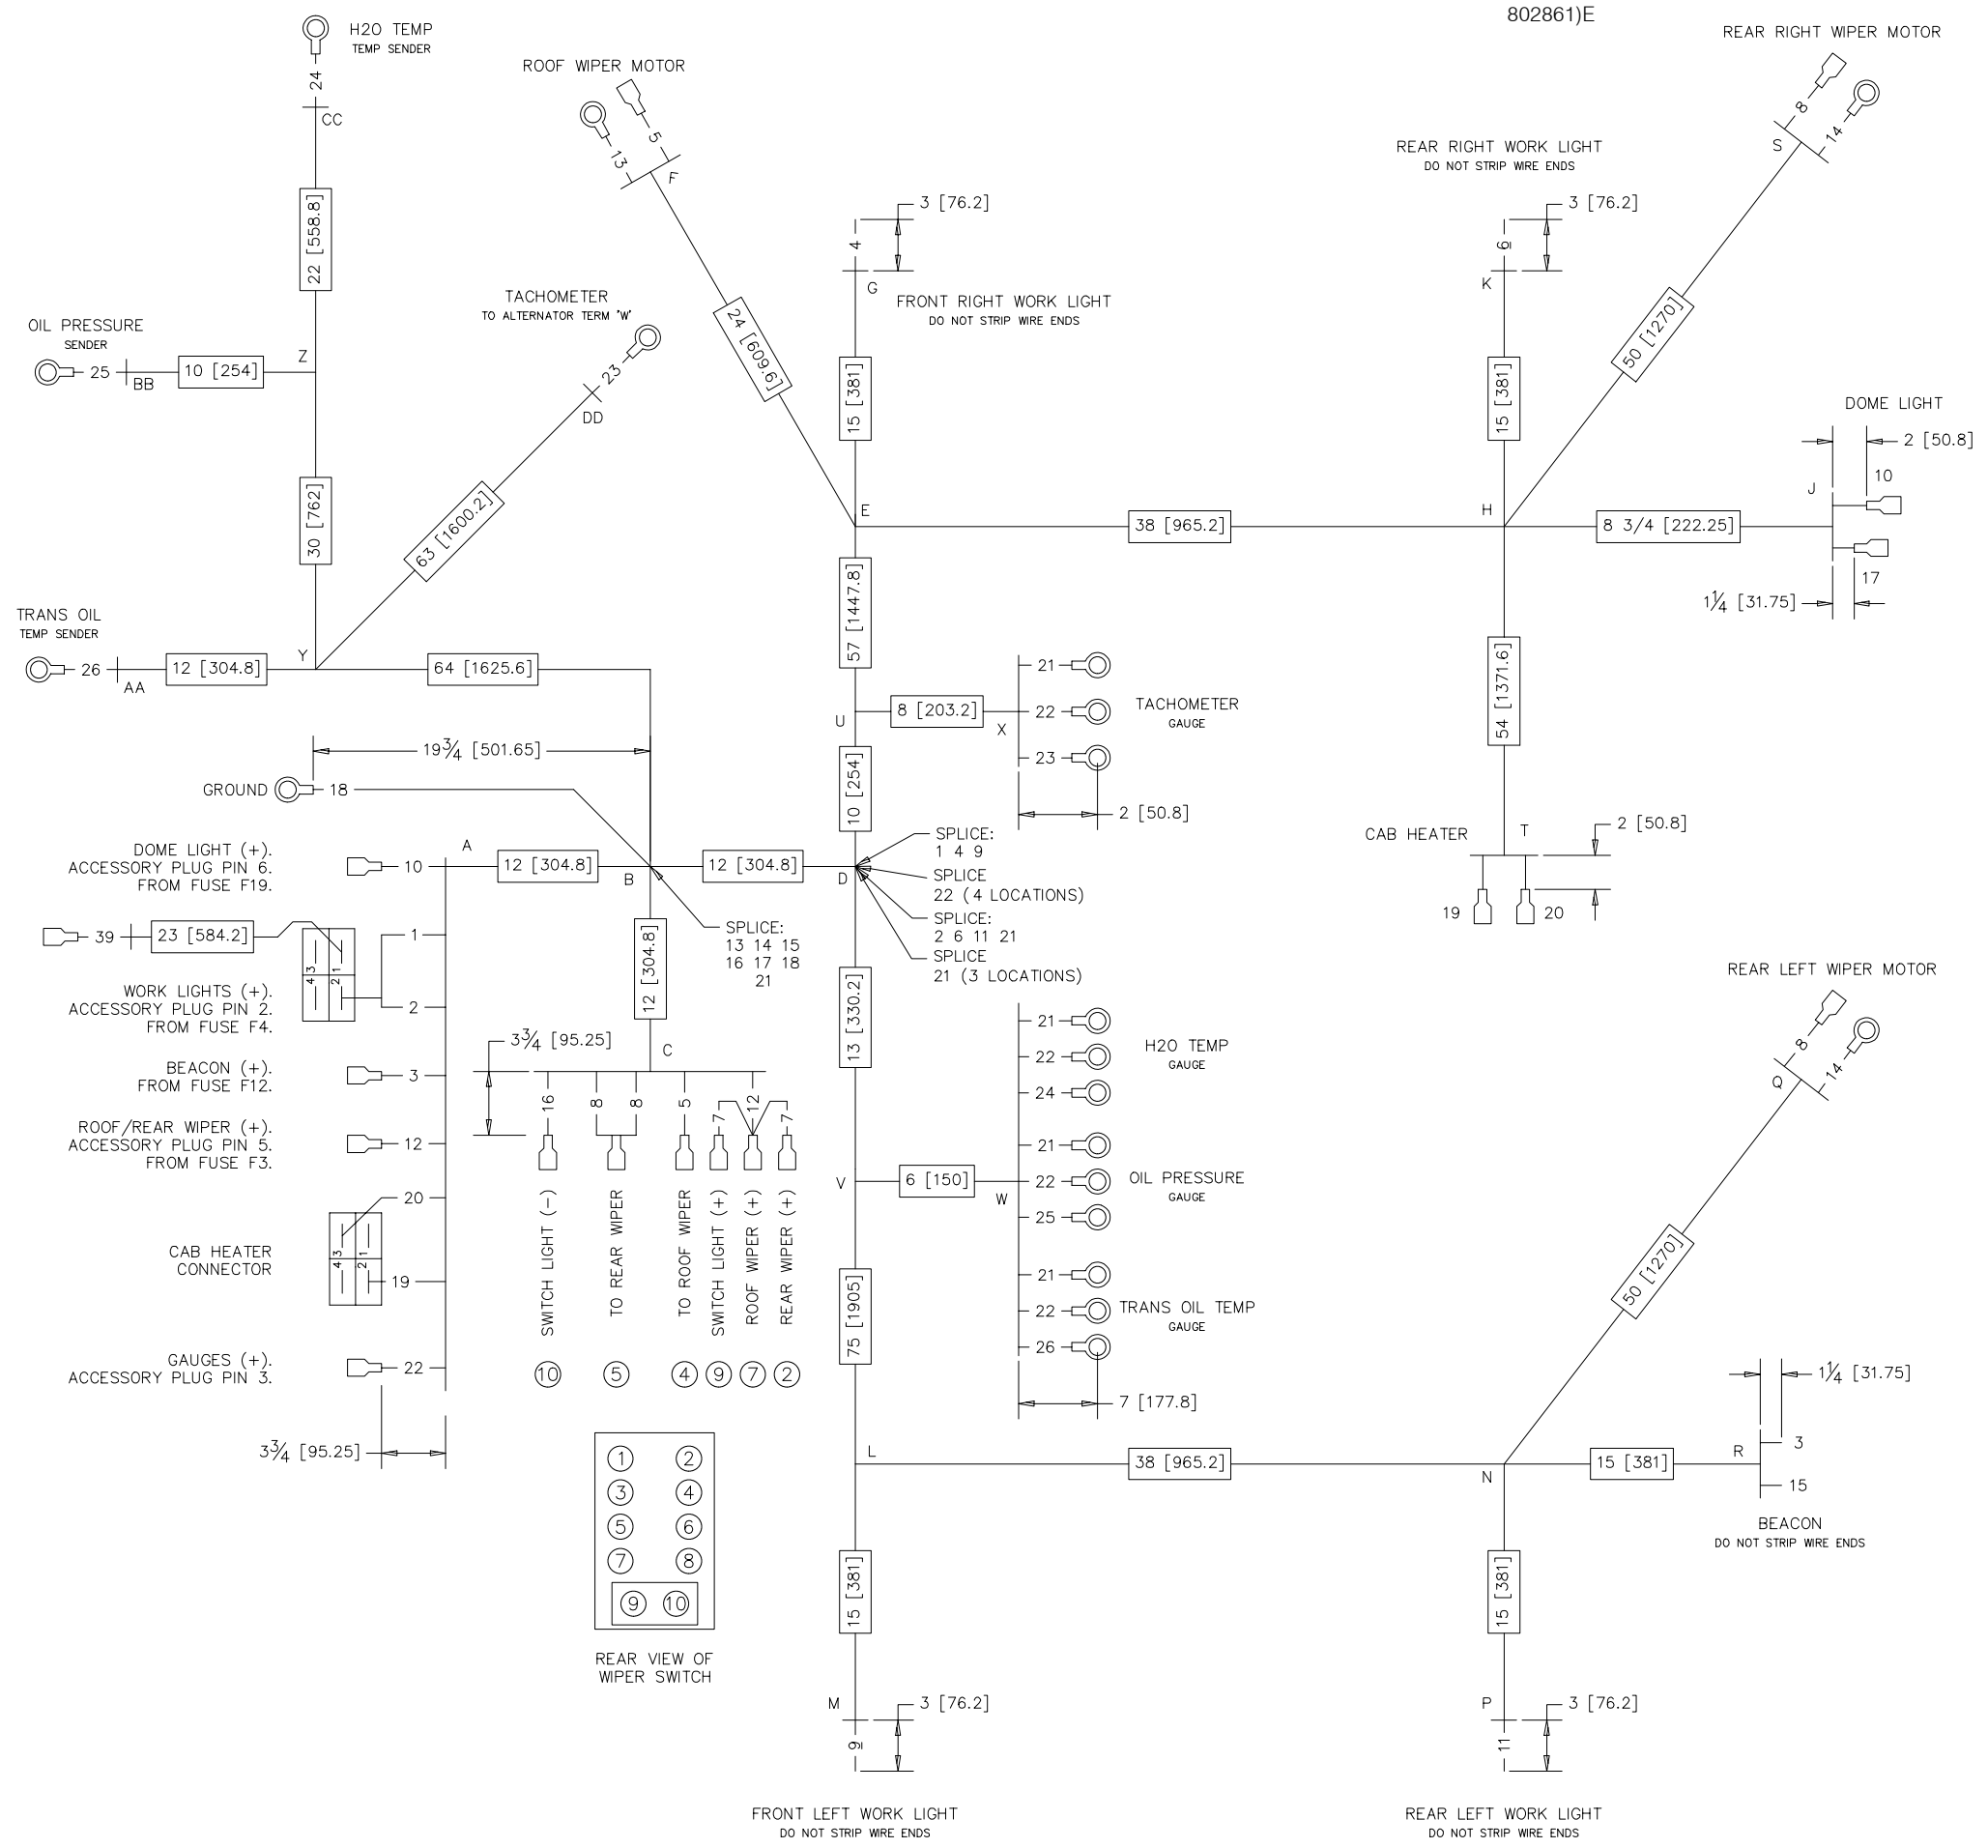 802861)E
H2O TEMP
TEMP SENDER
24
CC
22 [558.8]
ROOF WIPER MOTOR
5
13
F
24 [609.6]
REAR RIGHT WIPER MOTOR
8
14
S
50 [1270]
REAR RIGHT WORK LIGHT
DO NOT STRIP WIRE ENDS
3 [76.2]
6
K
15 [381]
3 [76.2]
4
G
FRONT RIGHT WORK LIGHT
DO NOT STRIP WIRE ENDS
15 [381]
TACHOMETER
TO ALTERNATOR TERM 'W'
23
DD
63 [1600.2]
OIL PRESSURE
SENDER
25
BB
10 [254]
Z
30 [762]
DOME LIGHT
2 [50.8]
10
J
17
1 1/4 [31.75]
E
38 [965.2]
H
8 3/4 [222.25]
57 [1447.8]
54 [1371.6]
TRANS OIL
TEMP SENDER
26
AA
12 [304.8]
Y
64 [1625.6]
U
8 [203.2]
X
21
22
23
TACHOMETER
GAUGE
2 [50.8]
10 [254]
19 3/4 [501.65]
GROUND
18
CAB HEATER
T
2 [50.8]
19
20
DOME LIGHT (+).
ACCESSORY PLUG PIN 6.
FROM FUSE F19.
10
A
12 [304.8]
B
12 [304.8]
D
SPLICE:
1 4 9
SPLICE
22 (4 LOCATIONS)
SPLICE:
2 6 11 21
SPLICE
21 (3 LOCATIONS)
SPLICE:
13 14 15
16 17 18
21
39
23 [584.2]
4 3
2 1
1
2
WORK LIGHTS (+).
ACCESSORY PLUG PIN 2.
FROM FUSE F4.
12 [304.8]
13 [330.2]
BEACON (+).
FROM FUSE F12.
3
ROOF/REAR WIPER (+).
ACCESSORY PLUG PIN 5.
FROM FUSE F3.
12
20
4 3
2 1
CAB HEATER
CONNECTOR
19
GAUGES (+).
ACCESSORY PLUG PIN 3.
22
3 3/4 [95.25]
3 3/4 [95.25]
C
16
8
8
5
7
12
7
SWITCH LIGHT (-)
TO REAR WIPER
TO ROOF WIPER
SWITCH LIGHT (+)
ROOF WIPER (+)
REAR WIPER (+)
10
5
4
9
7
2
1
2
3
4
5
6
7
8
9
10
REAR VIEW OF
WIPER SWITCH
V
6 [150]
W
21
22
24
H2O TEMP
GAUGE
21
22
25
OIL PRESSURE
GAUGE
21
22
26
TRANS OIL TEMP
GAUGE
7 [177.8]
75 [1905]
REAR LEFT WIPER MOTOR
8
14
Q
50 [1270]
L
38 [965.2]
N
15 [381]
R
1 1/4 [31.75]
3
15
BEACON
DO NOT STRIP WIRE ENDS
15 [381]
M
3 [76.2]
9
FRONT LEFT WORK LIGHT
DO NOT STRIP WIRE ENDS
15 [381]
P
3 [76.2]
11
REAR LEFT WORK LIGHT
DO NOT STRIP WIRE ENDS